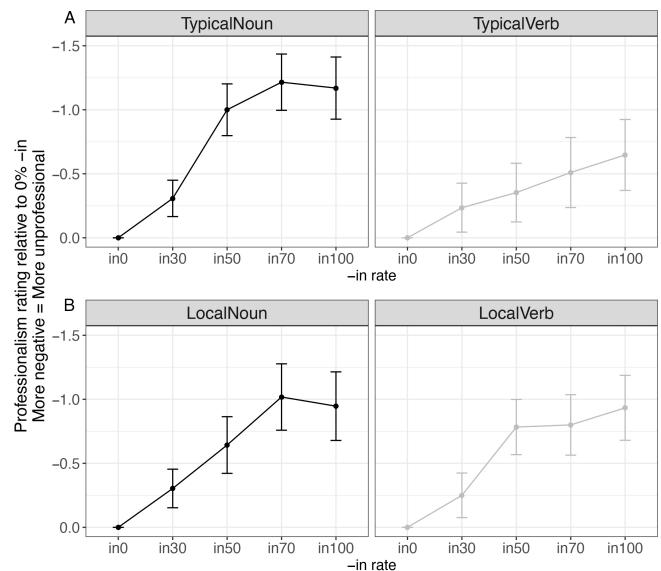 A
TypicalNoun
TypicalVerb
−1.5
−1.0
−0.5
0.0
in0 in30 in50 in70 in100
in0 in30 in50 in70 in100
−in rate
Professionalism rating relative to 0% −in
More negative = More unprofessional
B
LocalNoun
LocalVerb
−1.5
−1.0
−0.5
0.0
in0 in30 in50 in70 in100
in0 in30 in50 in70 in100
−in rate